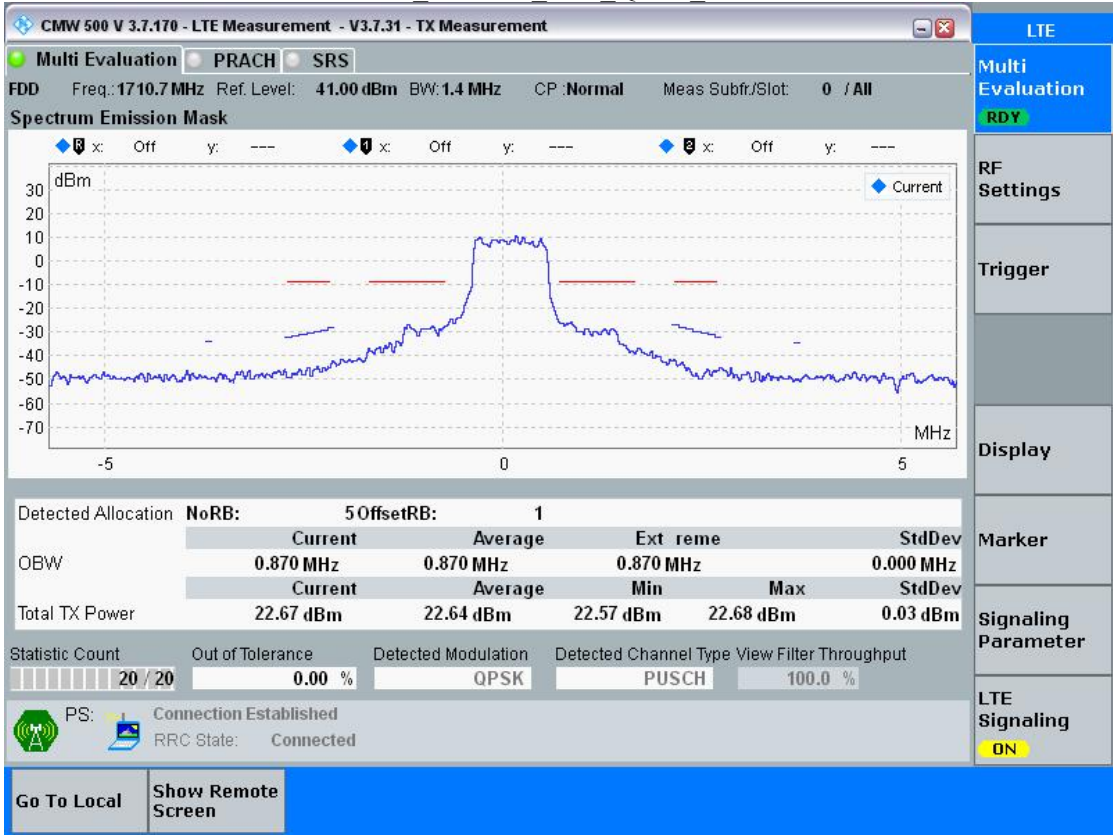 CMW 500 V 3.7.170 - LTE Measurement - V3.7.31 - TX Measurement
LTE
Multi Evaluation PRACH SRS
FDD Freq.: 1710.7 MHz Ref. Level: 41.00 dBm BW: 1.4 MHz CP : Normal Meas Subfr./Slot: 0 / All
Spectrum Emission Mask
R x: Off y: --- 1 x: Off y: --- 2 x: Off y: ---
dBm
Current
30
20
10
0
-10
-20
-30
-40
-50
-60
-70
MHz
-5 0 5
Detected Allocation NoRB: 5 OffsetRB: 1
Current Average Ext reme StdDev
OBW 0.870 MHz 0.870 MHz 0.870 MHz 0.000 MHz
Current Average Min Max StdDev
Total TX Power 22.67 dBm 22.64 dBm 22.57 dBm 22.68 dBm 0.03 dBm
Statistic Count Out of Tolerance Detected Modulation Detected Channel Type View Filter Throughput
20 / 20 0.00 % QPSK PUSCH 100.0 %
PS: Connection Established
RRC State: Connected
Multi
Evaluation
RDY
RF
Settings
Trigger
Display
Marker
Signaling
Parameter
LTE
Signaling
ON
Go To Local
Show Remote
Screen